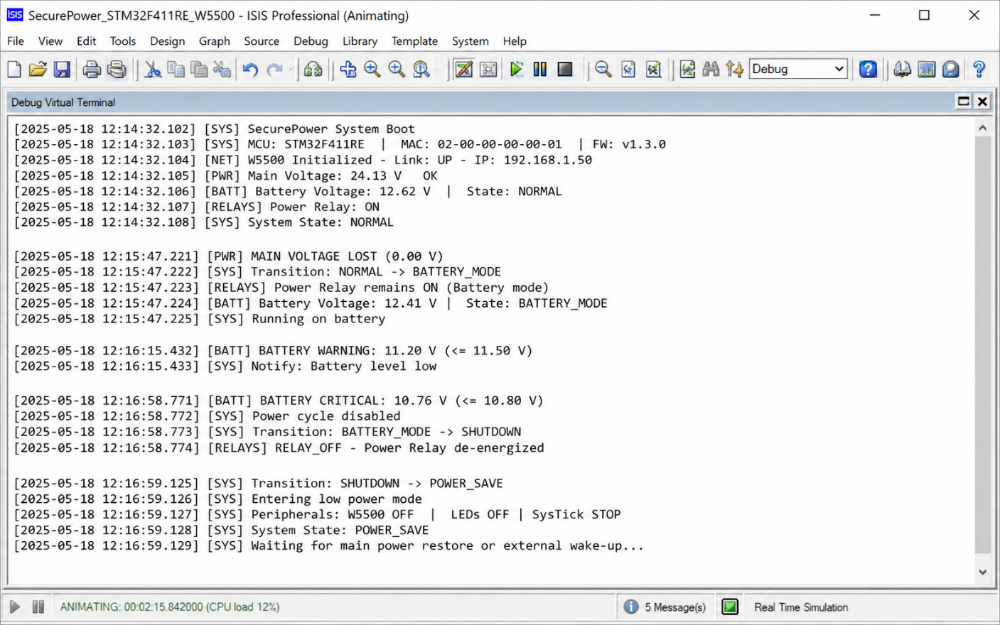 ISIS SecurePower_STM32F411RE_W5500 - ISIS Professional (Animating)
File View Edit Tools Design Graph Source Debug Library Template System Help
Debug
Debug Virtual Terminal
[2025-05-18 12:14:32.102] [SYS] SecurePower System Boot
[2025-05-18 12:14:32.103] [SYS] MCU: STM32F411RE | MAC: 02-00-00-00-00-01 | FW: v1.3.0
[2025-05-18 12:14:32.104] [NET] W5500 Initialized - Link: UP - IP: 192.168.1.50
[2025-05-18 12:14:32.105] [PWR] Main Voltage: 24.13 V OK
[2025-05-18 12:14:32.106] [BATT] Battery Voltage: 12.62 V | State: NORMAL
[2025-05-18 12:14:32.107] [RELAYS] Power Relay: ON
[2025-05-18 12:14:32.108] [SYS] System State: NORMAL
[2025-05-18 12:15:47.221] [PWR] MAIN VOLTAGE LOST (0.00 V)
[2025-05-18 12:15:47.222] [SYS] Transition: NORMAL -> BATTERY_MODE
[2025-05-18 12:15:47.223] [RELAYS] Power Relay remains ON (Battery mode)
[2025-05-18 12:15:47.224] [BATT] Battery Voltage: 12.41 V | State: BATTERY_MODE
[2025-05-18 12:15:47.225] [SYS] Running on battery
[2025-05-18 12:16:15.432] [BATT] BATTERY WARNING: 11.20 V (<= 11.50 V)
[2025-05-18 12:16:15.433] [SYS] Notify: Battery level low
[2025-05-18 12:16:58.771] [BATT] BATTERY CRITICAL: 10.76 V (<= 10.80 V)
[2025-05-18 12:16:58.772] [SYS] Power cycle disabled
[2025-05-18 12:16:58.773] [SYS] Transition: BATTERY_MODE -> SHUTDOWN
[2025-05-18 12:16:58.774] [RELAYS] RELAY_OFF - Power Relay de-energized
[2025-05-18 12:16:59.125] [SYS] Transition: SHUTDOWN -> POWER_SAVE
[2025-05-18 12:16:59.126] [SYS] Entering low power mode
[2025-05-18 12:16:59.127] [SYS] Peripherals: W5500 OFF | LEDs OFF | SysTick STOP
[2025-05-18 12:16:59.128] [SYS] System State: POWER_SAVE
[2025-05-18 12:16:59.129] [SYS] Waiting for main power restore or external wake-up...
ANIMATING: 00:02:15.842000 (CPU load 12%) 5 Message(s) Real Time Simulation